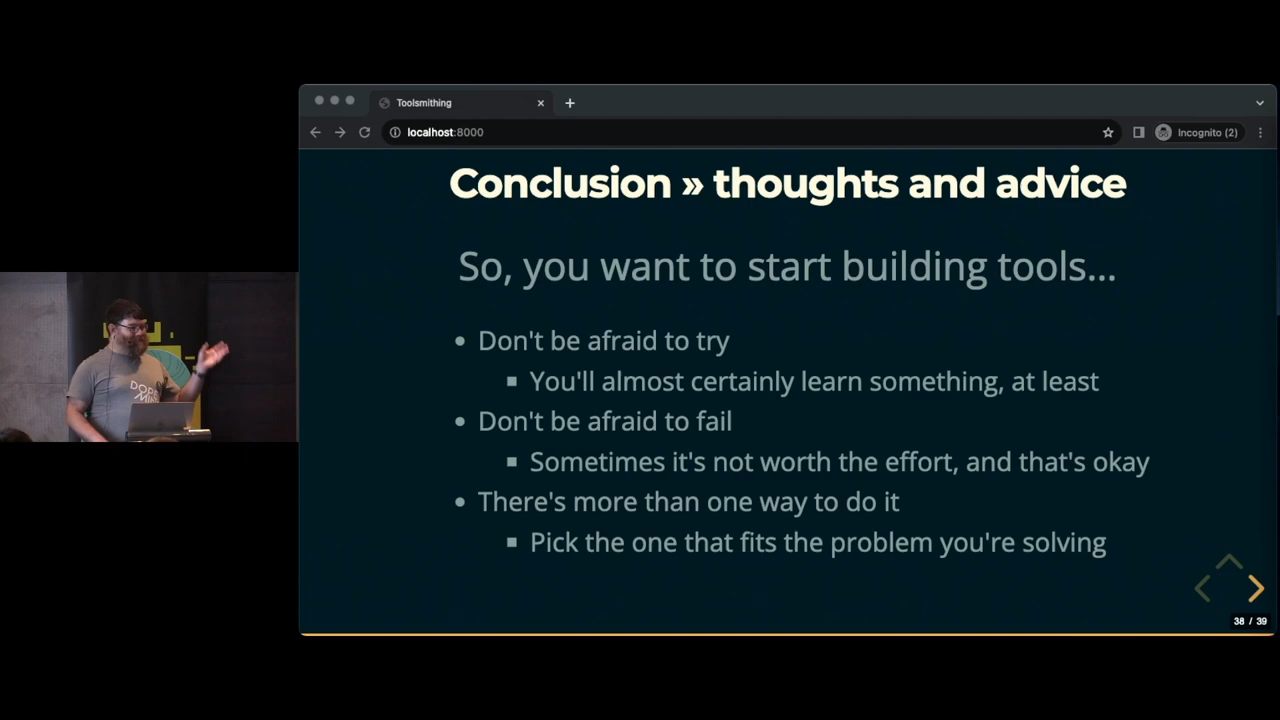 Toolsmithing
localhost:8000
Incognito (2)
Conclusion » thoughts and advice
So, you want to start building tools...
Don't be afraid to try
You'll almost certainly learn something, at least
Don't be afraid to fail
Sometimes it's not worth the effort, and that's okay
There's more than one way to do it
Pick the one that fits the problem you're solving
38 / 39